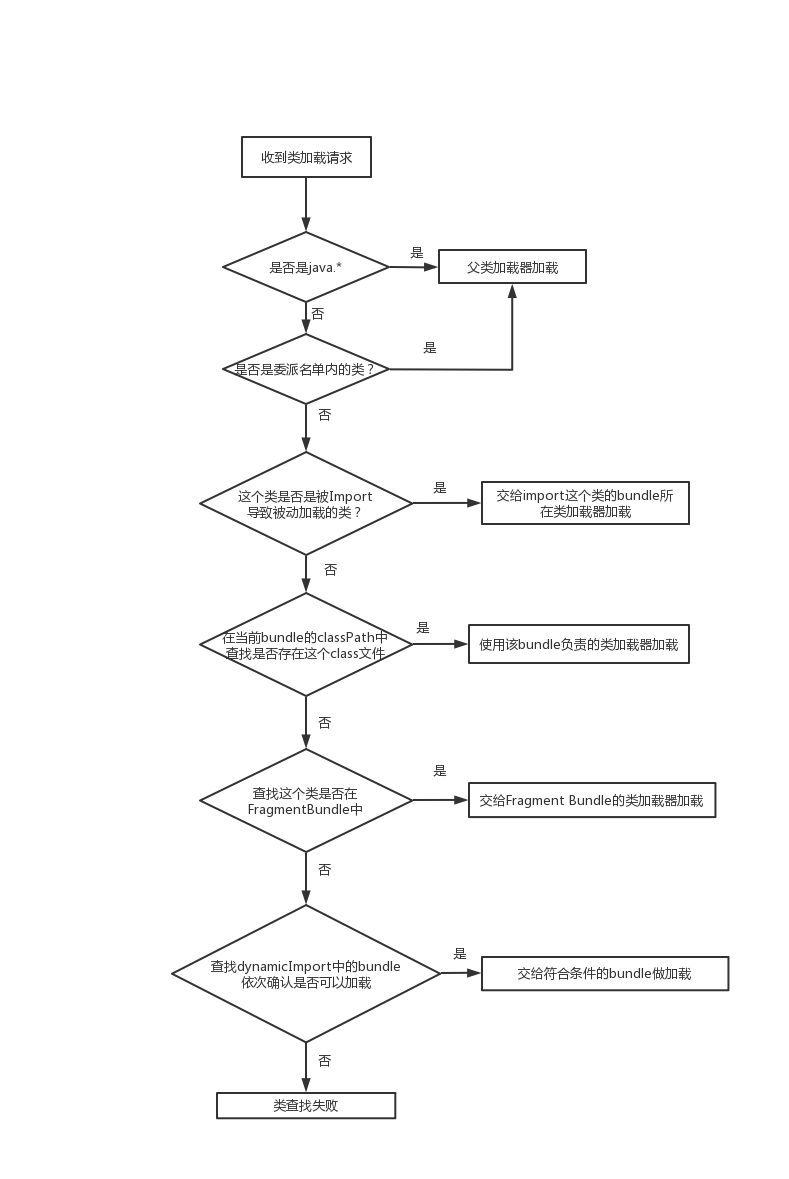 收到类加载请求
是否是java.*
是
父类加载器加载
否
是否是委派名单内的类？
是
否
这个类是否是被Import
导致被动加载的类？
是
交给import这个类的bundle所
在类加载器加载
否
在当前bundle的classPath中
查找是否存在这个class文件
是
使用该bundle负责的类加载器加载
否
查找这个类是否在
FragmentBundle中
是
交给Fragment Bundle的类加载器加载
否
查找dynamicImport中的bundle
依次确认是否可以加载
是
交给符合条件的bundle做加载
否
类查找失败